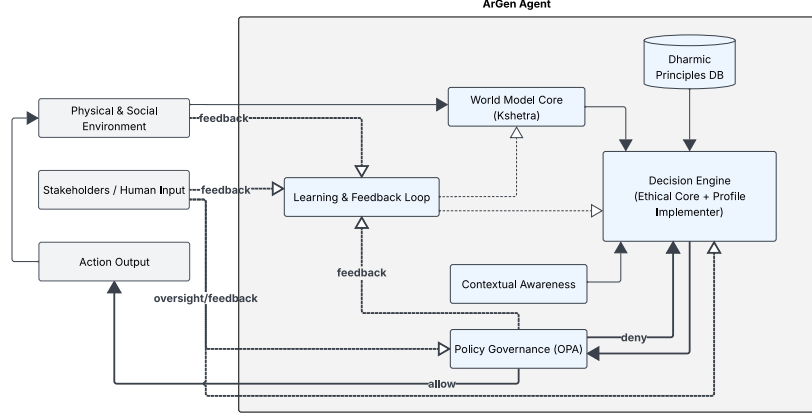 ArGen Agent
Dharmic
Principles DB
Physical & Social
Environment
feedback
World Model Core
(Kshetra)
Stakeholders / Human Input
feedback
Learning & Feedback Loop
Decision Engine
(Ethical Core + Profile
Implementer)
Action Output
feedback
Contextual Awareness
oversight/feedback
Policy Governance (OPA)
deny
allow